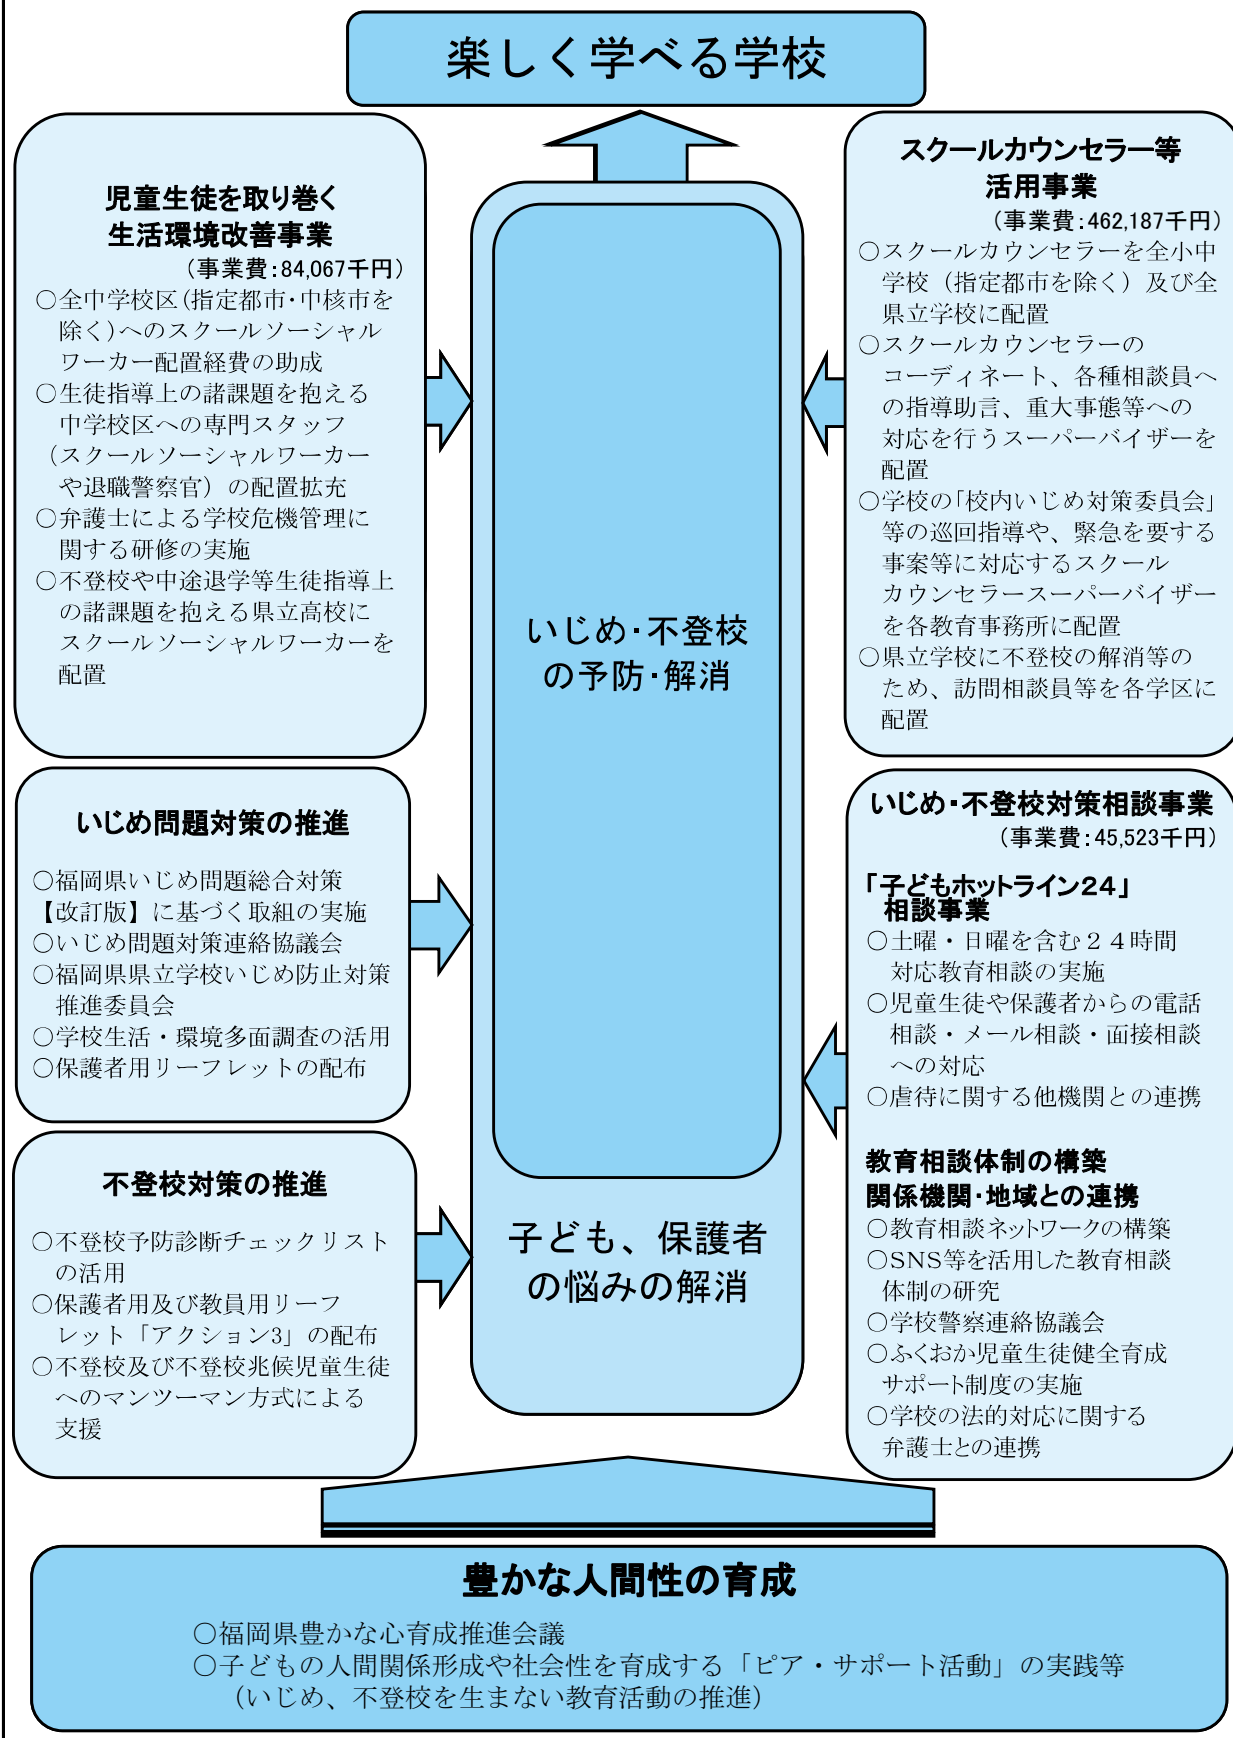 楽しく学べる学校
児童生徒を取り巻く
生活環境改善事業
（事業費：84,067千円）
○全中学校区(指定都市・中核市を
除く)へのスクールソーシャル
ワーカー配置経費の助成
○生徒指導上の諸課題を抱える
中学校区への専門スタッフ
（スクールソーシャルワーカー
や退職警察官）の配置拡充
○弁護士による学校危機管理に
関する研修の実施
○不登校や中途退学等生徒指導上
の諸課題を抱える県立高校に
スクールソーシャルワーカーを
配置
いじめ問題対策の推進
○福岡県いじめ問題総合対策
【改訂版】に基づく取組の実施
○いじめ問題対策連絡協議会
○福岡県県立学校いじめ防止対策
推進委員会
○学校生活・環境多面調査の活用
○保護者用リーフレットの配布
不登校対策の推進
○不登校予防診断チェックリスト
の活用
○保護者用及び教員用リーフ
レット「アクション3」の配布
○不登校及び不登校兆候児童生徒
へのマンツーマン方式による
支援
いじめ・不登校
の予防・解消
子ども、保護者
の悩みの解消
スクールカウンセラー等
活用事業
（事業費：462,187千円）
○スクールカウンセラーを全小中
学校（指定都市を除く）及び全
県立学校に配置
○スクールカウンセラーの
コーディネート、各種相談員へ
の指導助言、重大事態等への
対応を行うスーパーバイザーを
配置
○学校の「校内いじめ対策委員会」
等の巡回指導や、緊急を要する
事案等に対応するスクール
カウンセラースーパーバイザー
を各教育事務所に配置
○県立学校に不登校の解消等の
ため、訪問相談員等を各学区に
配置
いじめ・不登校対策相談事業
（事業費：45,523千円）
「子どもホットライン24」
相談事業
○土曜・日曜を含む２４時間
対応教育相談の実施
○児童生徒や保護者からの電話
相談・メール相談・面接相談
への対応
○虐待に関する他機関との連携
教育相談体制の構築
関係機関・地域との連携
○教育相談ネットワークの構築
○SNS等を活用した教育相談
体制の研究
○学校警察連絡協議会
○ふくおか児童生徒健全育成
サポート制度の実施
○学校の法的対応に関する
弁護士との連携
豊かな人間性の育成
○福岡県豊かな心育成推進会議
○子どもの人間関係形成や社会性を育成する「ピア・サポート活動」の実践等
（いじめ、不登校を生まない教育活動の推進）